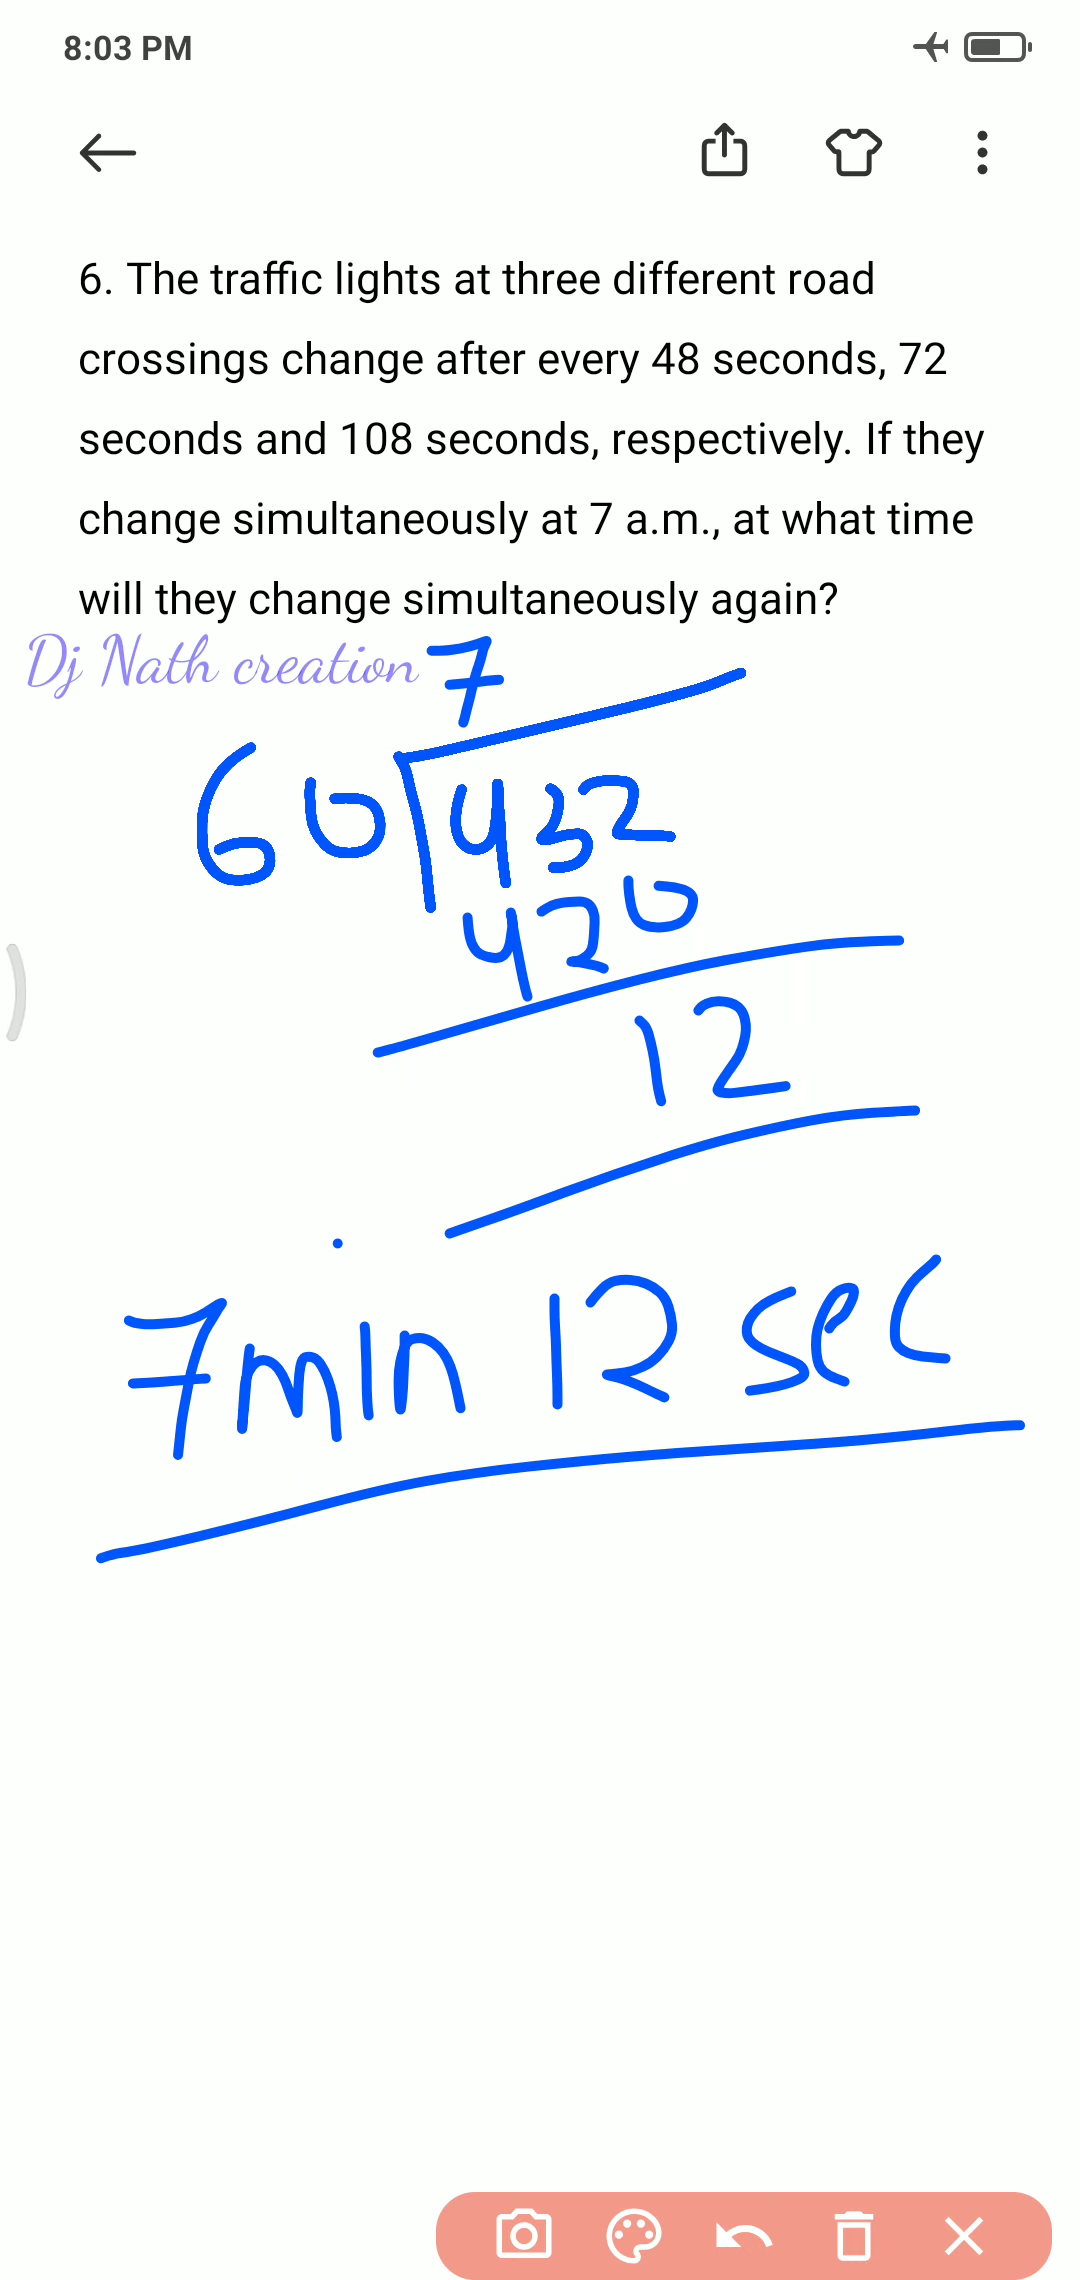 8:03 PM
6. The traffic lights at three different road
crossings change after every 48 seconds, 72
seconds and 108 seconds, respectively. If they
change simultaneously at 7 a.m., at what time
will they change simultaneously again?
Dj Nath creation
7
60 432
420
12
7 min 12 sec